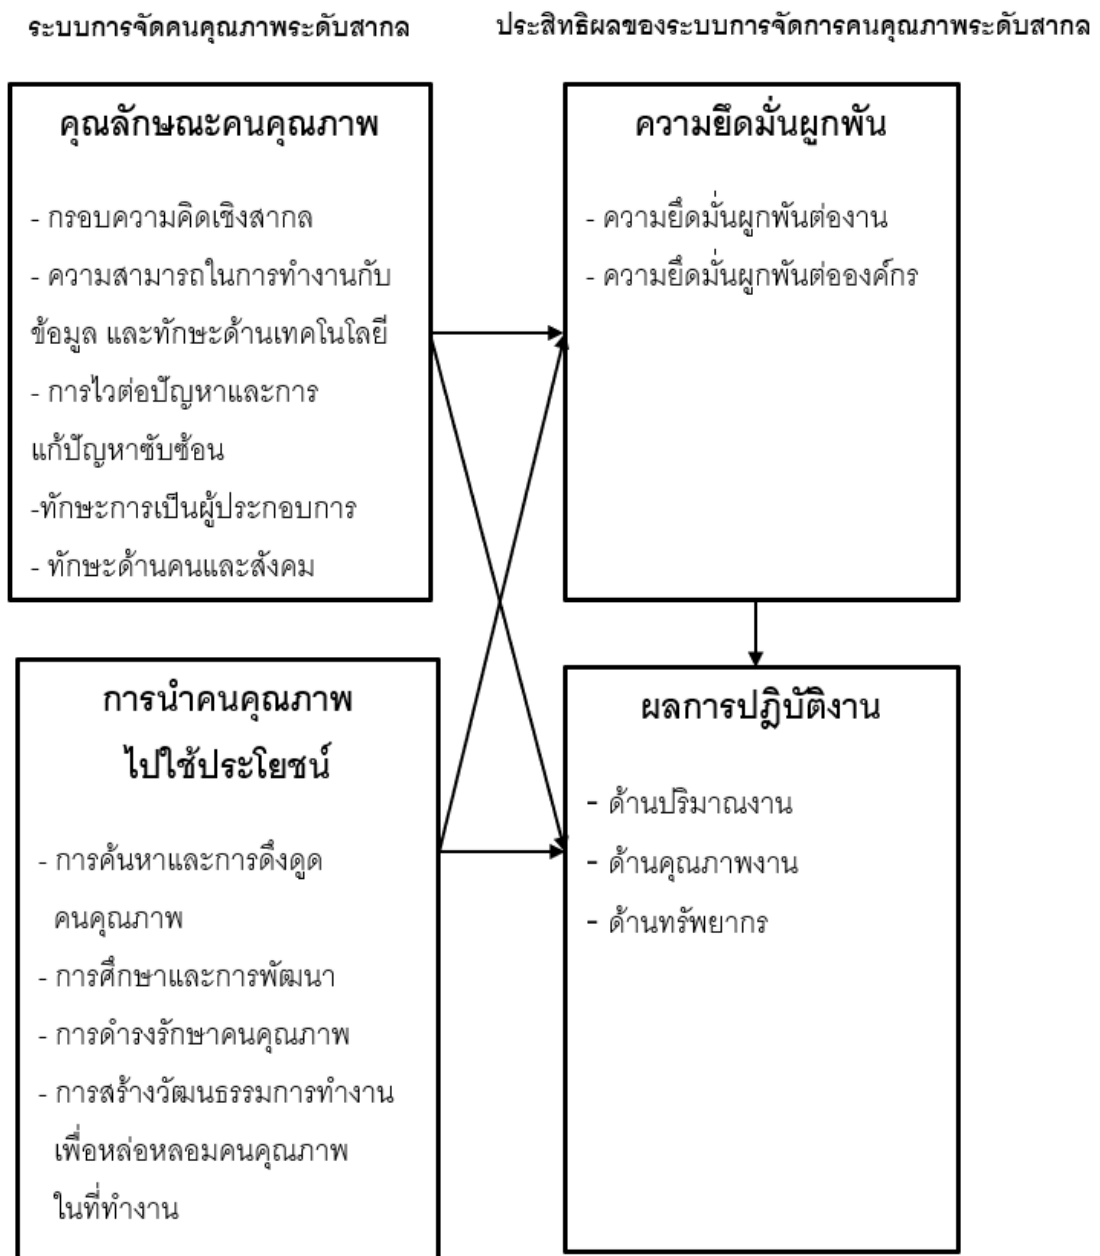 ระบบการจัดคนคุณภาพระดับสากล
ประสิทธิผลของระบบการจัดการคนคุณภาพระดับสากล
คุณลักษณะคนคุณภาพ
- กรอบความคิดเชิงสากล
- ความสามารถในการทำงานกับ
ข้อมูล และทักษะด้านเทคโนโลยี
- การไวต่อปัญหาและการ
แก้ปัญหาซับซ้อน
-ทักษะการเป็นผู้ประกอบการ
- ทักษะด้านคนและสังคม
ความยึดมั่นผูกพัน
- ความยึดมั่นผูกพันต่องาน
- ความยึดมั่นผูกพันต่อองค์กร
การนำคนคุณภาพ
ไปใช้ประโยชน์
- การค้นหาและการดึงดูด
คนคุณภาพ
- การศึกษาและการพัฒนา
- การดำรงรักษาคนคุณภาพ
- การสร้างวัฒนธรรมการทำงาน
เพื่อหล่อหลอมคนคุณภาพ
ในที่ทำงาน
ผลการปฏิบัติงาน
- ด้านปริมาณงาน
- ด้านคุณภาพงาน
- ด้านทรัพยากร